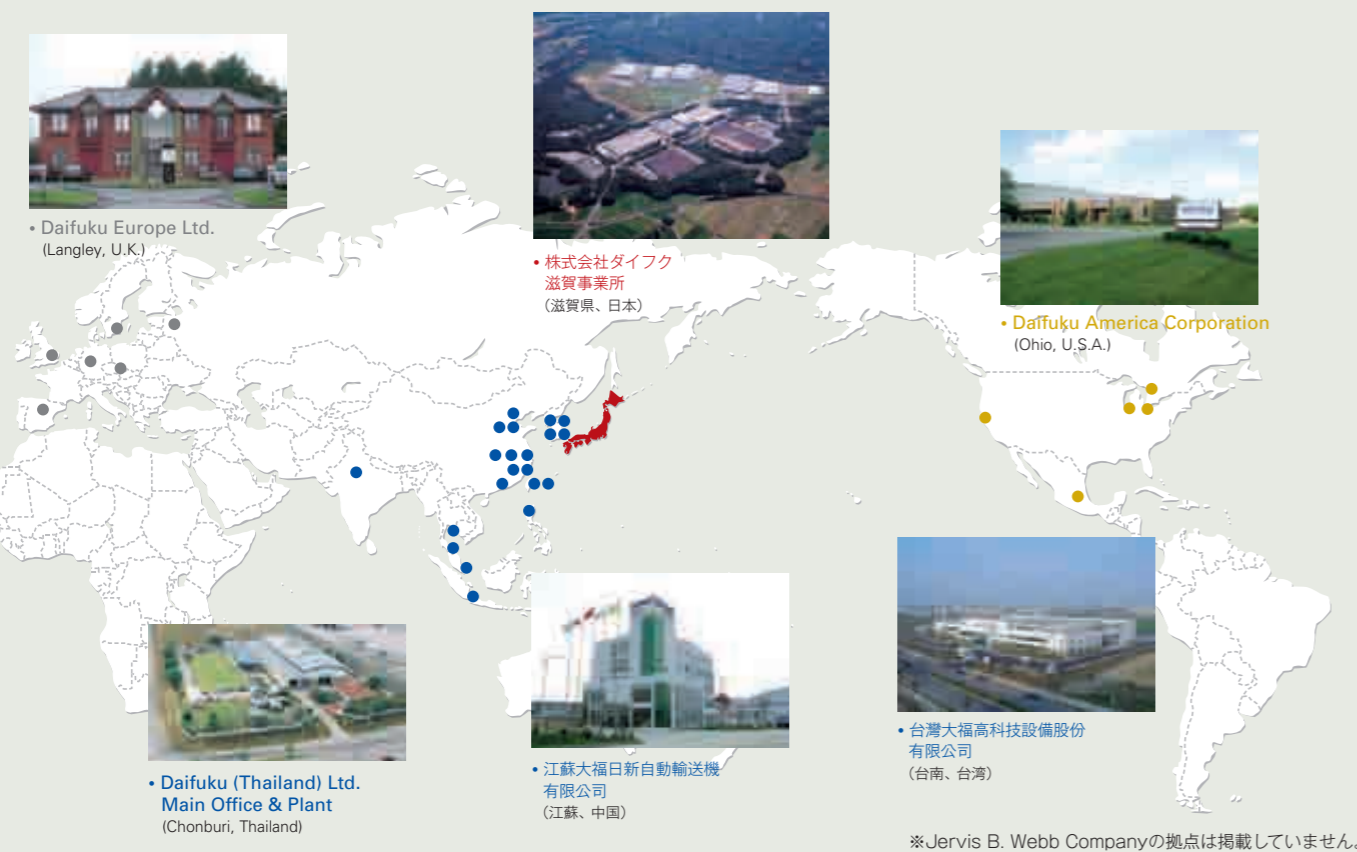 • Daifuku Europe Ltd.
(Langley, U.K.)
• 株式会社ダイフク
滋賀事業所
（滋賀県、日本）
• Daifuku America Corporation
(Ohio, U.S.A.)
• Daifuku (Thailand) Ltd.
Main Office & Plant
(Chonburi, Thailand)
• 江蘇大福日新自動輸送機
有限公司
（江蘇、中国）
• 台灣大福高科技設備股份
有限公司
（台南、台湾）
※Jervis B. Webb Companyの拠点は掲載していません。